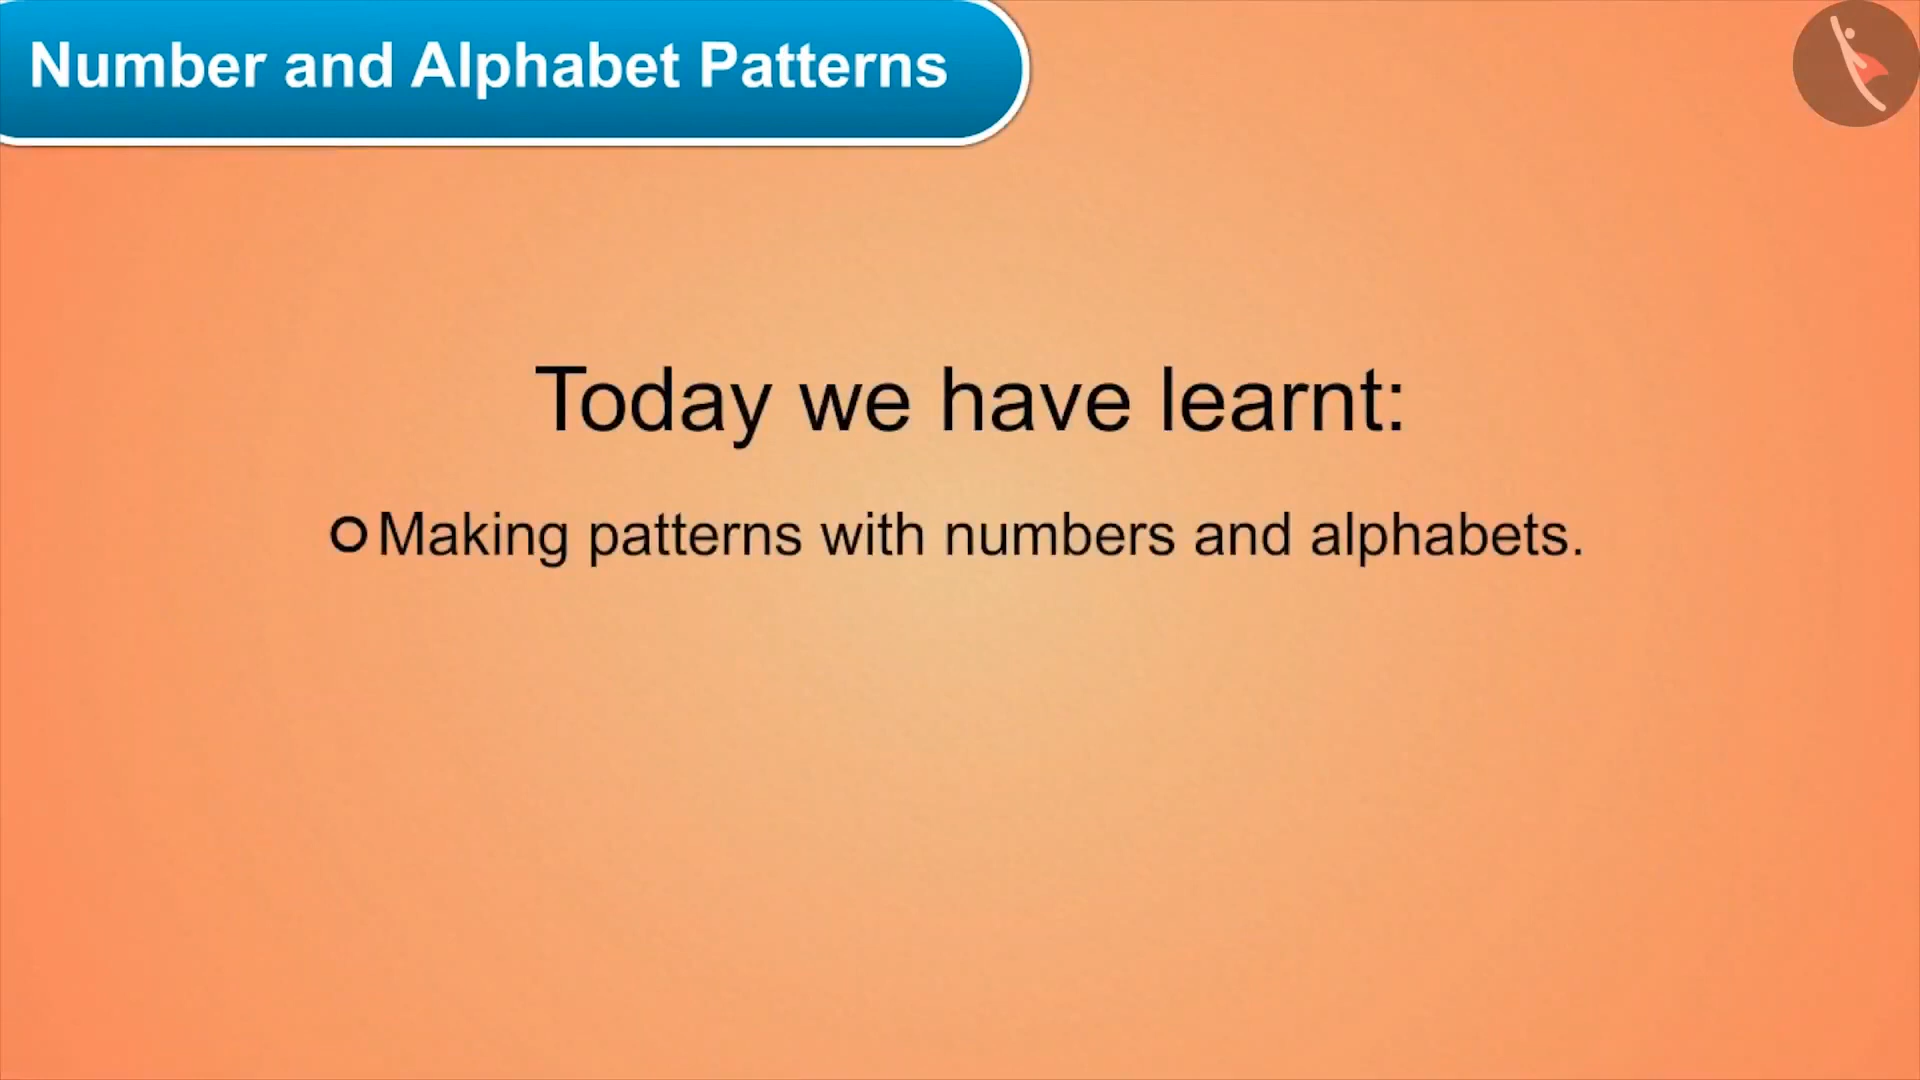 Number and Alphabet Patterns
Today we have learnt:
Making patterns with numbers and alphabets.